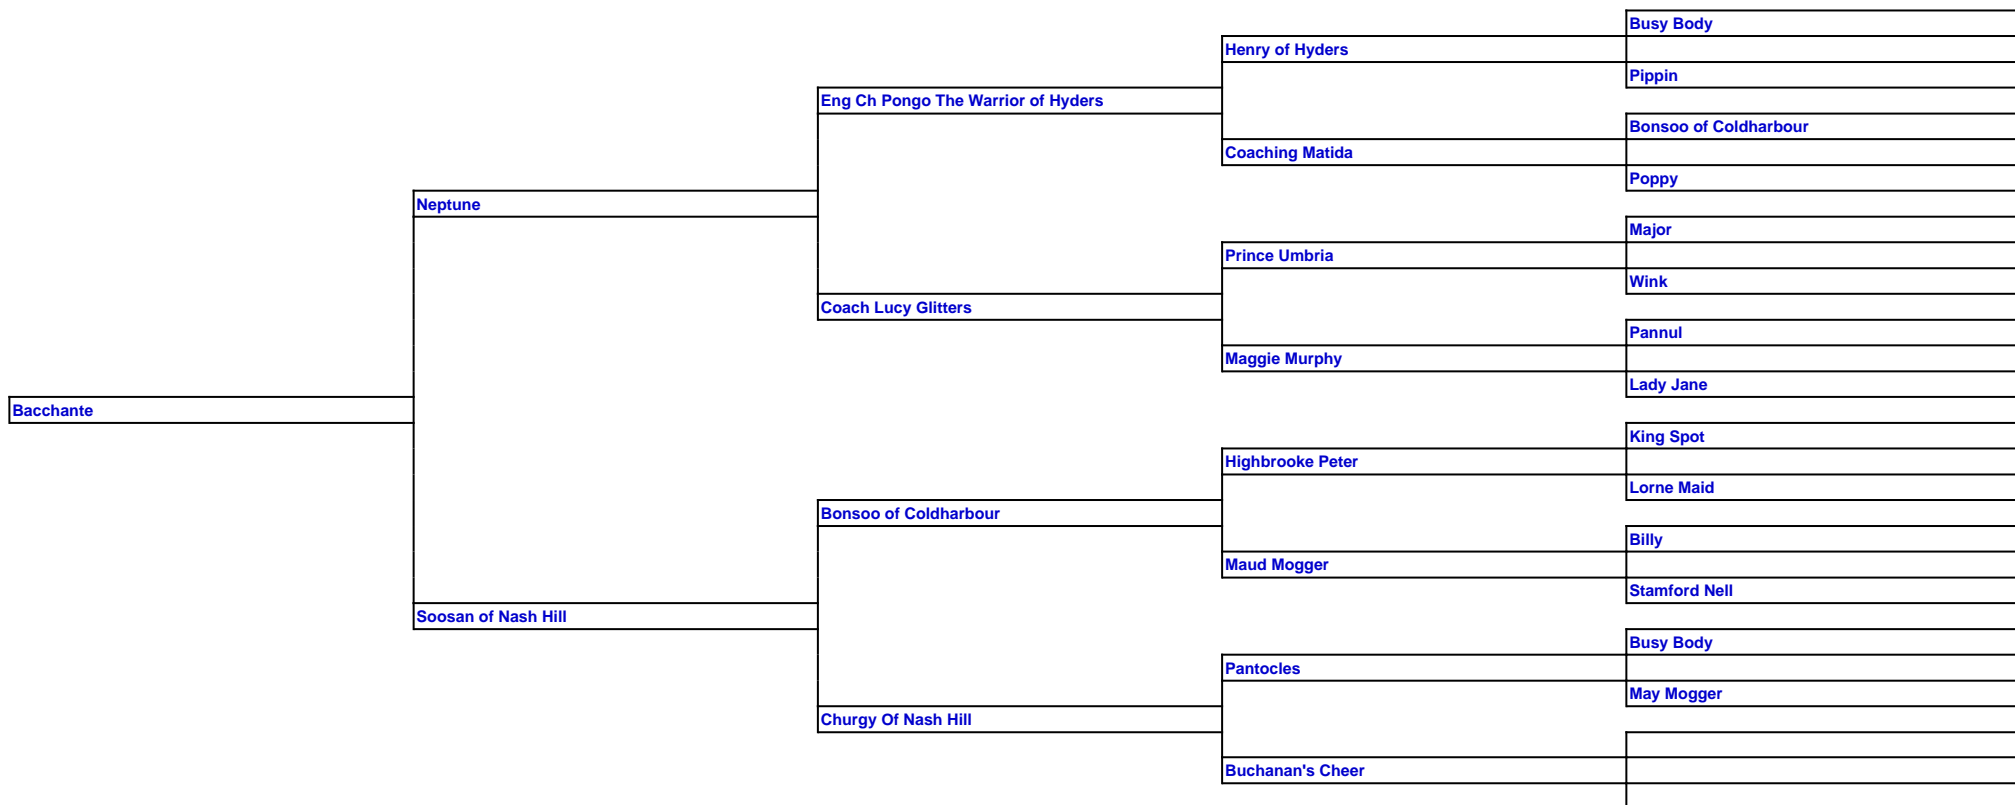 Busy Body
Henry of Hyders
Pippin
Eng Ch Pongo The Warrior of Hyders
Bonsoo of Coldharbour
Coaching Matida
Poppy
Neptune
Major
Prince Umbria
Wink
Coach Lucy Glitters
Pannul
Maggie Murphy
Lady Jane
Bacchante
King Spot
Highbrooke Peter
Lorne Maid
Bonsoo of Coldharbour
Billy
Maud Mogger
Stamford Nell
Soosan of Nash Hill
Busy Body
Pantocles
May Mogger
Churgy Of Nash Hill
Buchanan's Cheer